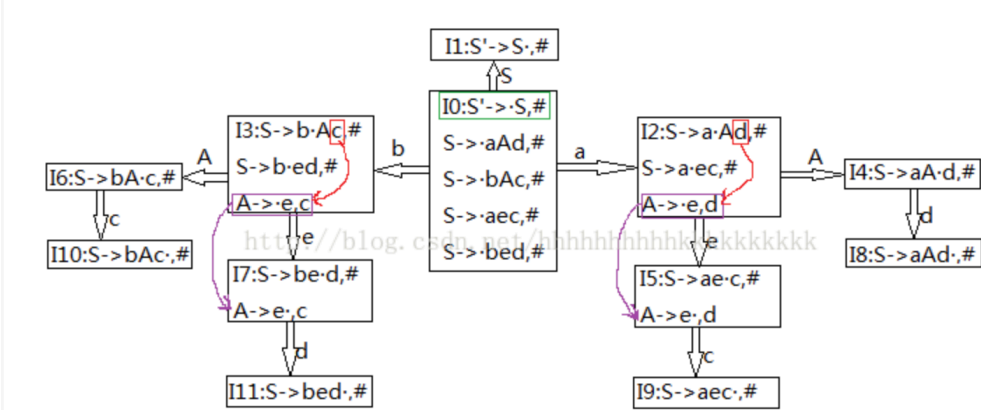 I1:S'->S·,#
S
I0:S'->·S,#
S->·aAd,#
S->·bAc,#
S->·aec,#
S->·bed,#
b
a
I3:S->b·Ac,#
S->b·ed,#
A->·e,c
A
I6:S->bA·c,#
c
I10:S->bAc·,#
e
I7:S->be·d,#
A->e·,c
d
I11:S->bed·,#
I2:S->a·Ad,#
S->a·ec,#
A->·e,d
A
I4:S->aA·d,#
d
I8:S->aAd·,#
e
I5:S->ae·c,#
A->e·,d
c
I9:S->aec·,#